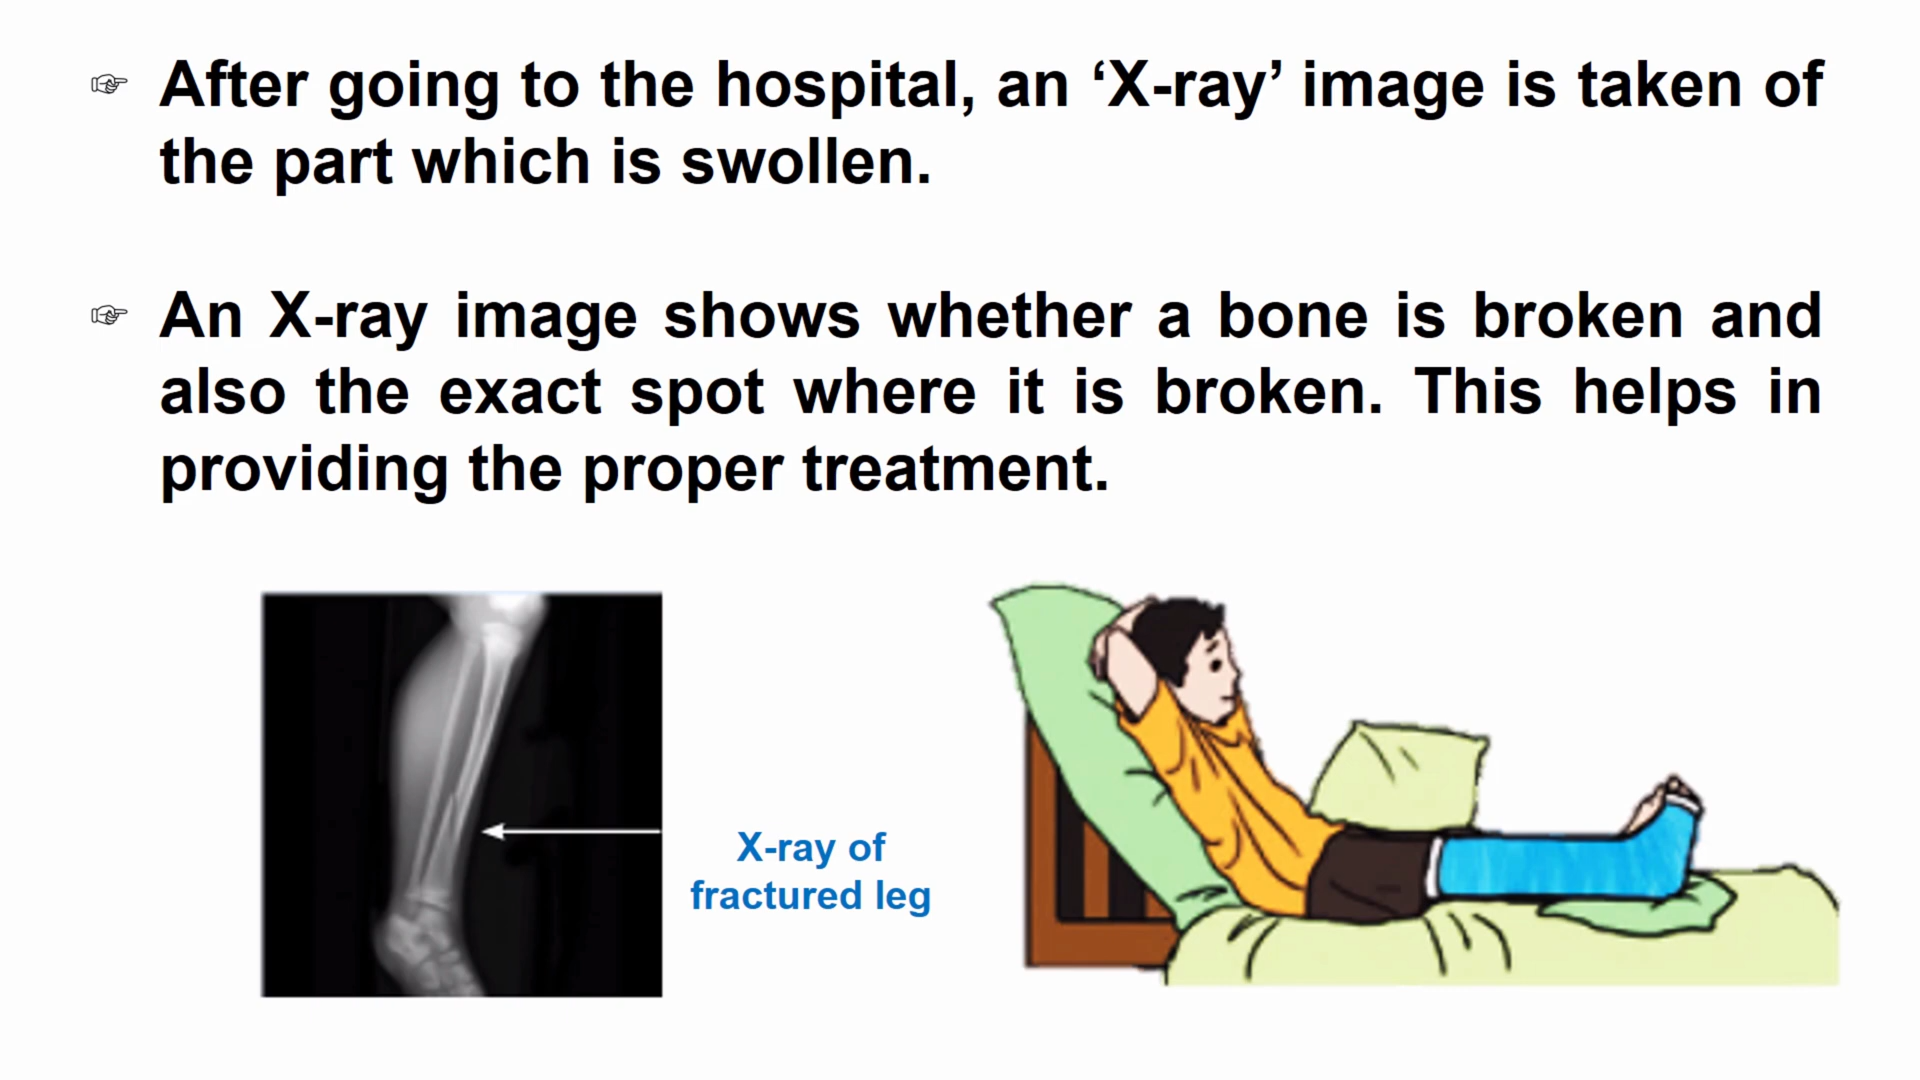 ☞ After going to the hospital, an ‘X-ray’ image is taken of
the part which is swollen.
☞ An X-ray image shows whether a bone is broken and
also the exact spot where it is broken. This helps in
providing the proper treatment.
X-ray of
fractured leg